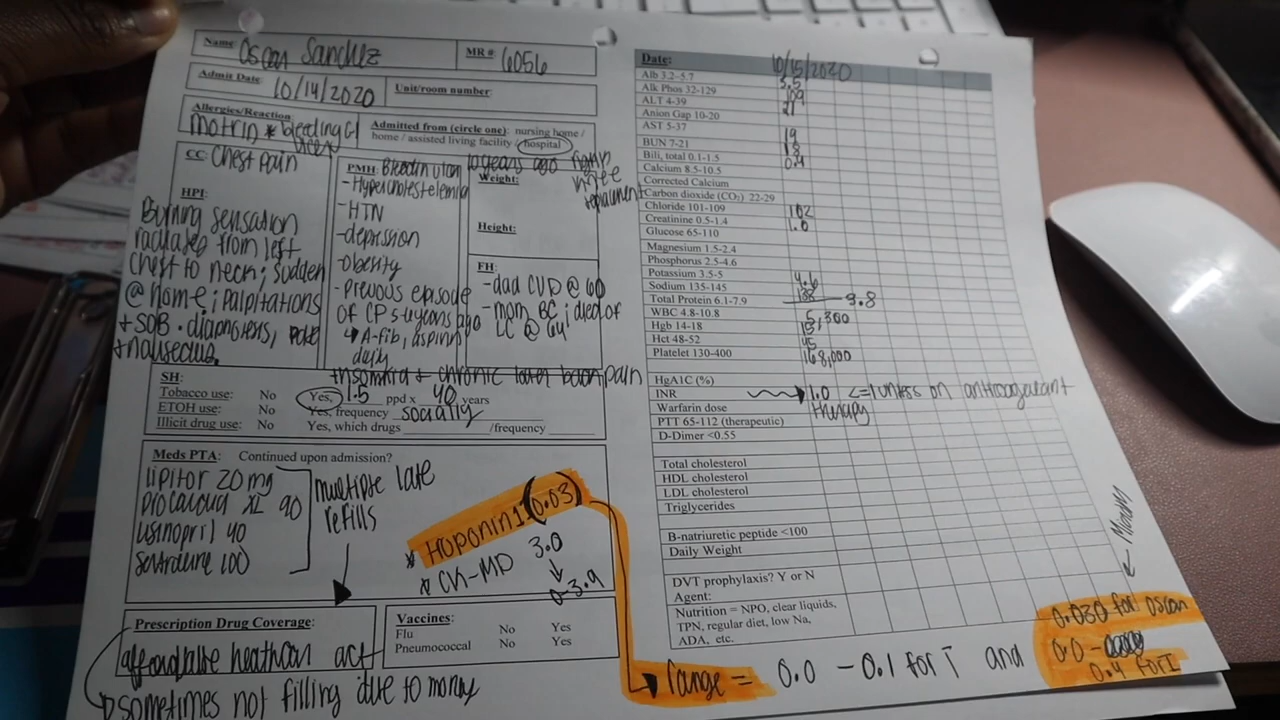 Name: Oscar Sanchez
MR #: 6056
Admit Date: 10/14/2020
Unit/room number:
Allergies/Reaction
Motrin * bleeding GI ulcer
Admitted from (circle one): nursing home /
home / assisted living facility / hospital
CC: Chest pain
HPI:
Burning sensation
radiates from left
chest to neck; sudden
@ home; palpitations
+ SOB. diaphoresis,
+ nauseous.
PMH: Bleeding ulcer 10 years ago
- Hypercholesterlemia
- HTN
- depression
- obesity
- Previous episode
of CP 5 years ago
↳ A-fib, aspirin
daily
+ insomnia + chronic lower back pain
right
knee
replacement
Weight:
Height:
FH:
- dad CVD @ 60
- mom BC; died of
LC @ 64
SH:
Tobacco use: No Yes, 1.5 ppd x 40 years
ETOH use: No Yes, frequency socially
Illicit drug use: No Yes, which drugs /frequency
Meds PTA: Continued upon admission?
lipitor 20 mg
procardia XL 90
lisinopril 40
sertraline 100
multiple late
refills
* troponin 1 (0.03)
* CK-MB 3.0
↓
0-3.9
Prescription Drug Coverage:
affordable healthcare act
sometimes not filling due to money
Vaccines:
Flu No Yes
Pneumococcal No Yes
Date: 10/15/2020
Alb 3.2-5.7 3.5
Alk Phos 32-129 109
ALT 4-39 21
Anion Gap 10-20
AST 5-37 19
BUN 7-21 18
Bili, total 0.1-1.5 0.4
Calcium 8.5-10.5
Corrected Calcium
Carbon dioxide (CO₂) 22-29
Chloride 101-109 102
Creatinine 0.5-1.4 1.0
Glucose 65-110
Magnesium 1.5-2.4
Phosphorus 2.5-4.6
Potassium 3.5-5 4.6
Sodium 135-145 138
Total Protein 6.1-7.9 9.8
WBC 4.8-10.8 5,300
Hgb 14-18 15
Hct 48-52 45
Platelet 130-400 168,000
HgA1C (%)
INR → 1.0 <=1 unless on anticoagulant
Warfarin dose therapy
PTT 65-112 (therapeutic)
D-Dimer <0.55
Total cholesterol
HDL cholesterol
LDL cholesterol
Triglycerides
B-natriuretic peptide <100
Daily Weight
DVT prophylaxis? Y or N
Agent:
Nutrition = NPO, clear liquids,
TPN, regular diet, low Na,
ADA, etc.
range = 0.0 - 0.1 for T and
0.030 for oscar
0.0 -
0.4 for I